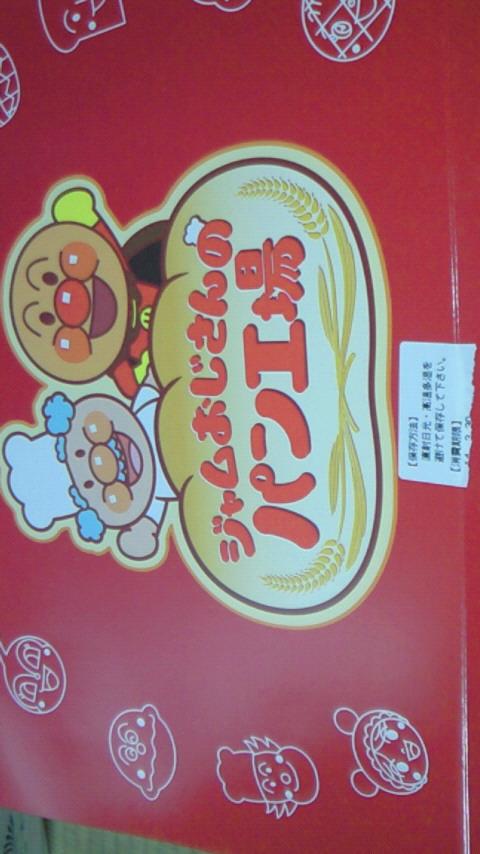 ジャムおじさんの
パン工場
【保存方法】
直射日光・高温多湿を
避けて保存して下さい。
【消費期限】